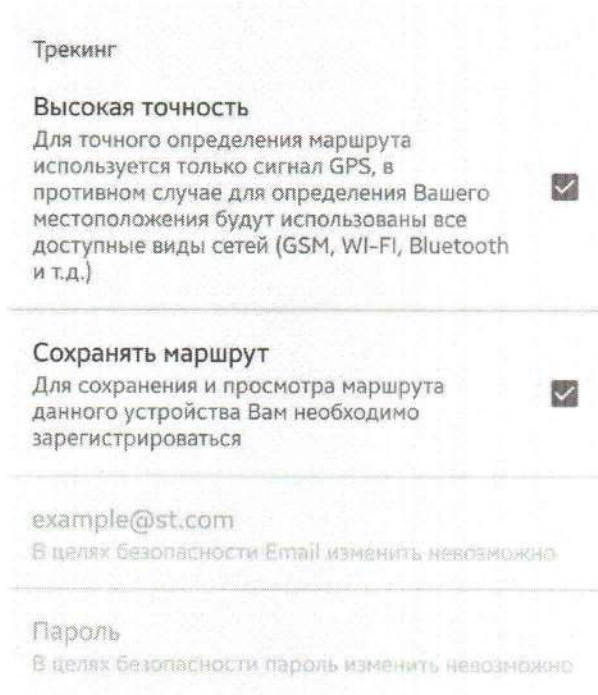 Трекинг
Высокая точность
Для точного определения маршрута
используется только сигнал GPS, в
противном случае для определения Вашего
местоположения будут использованы все
доступные виды сетей (GSM, WI-FI, Bluetooth
и т.д.)
Сохранять маршрут
Для сохранения и просмотра маршрута
данного устройства Вам необходимо
зарегистрироваться
example@st.com
В целях безопасности Email изменить невозможно
Пароль
В целях безопасности пароль изменить невозможно